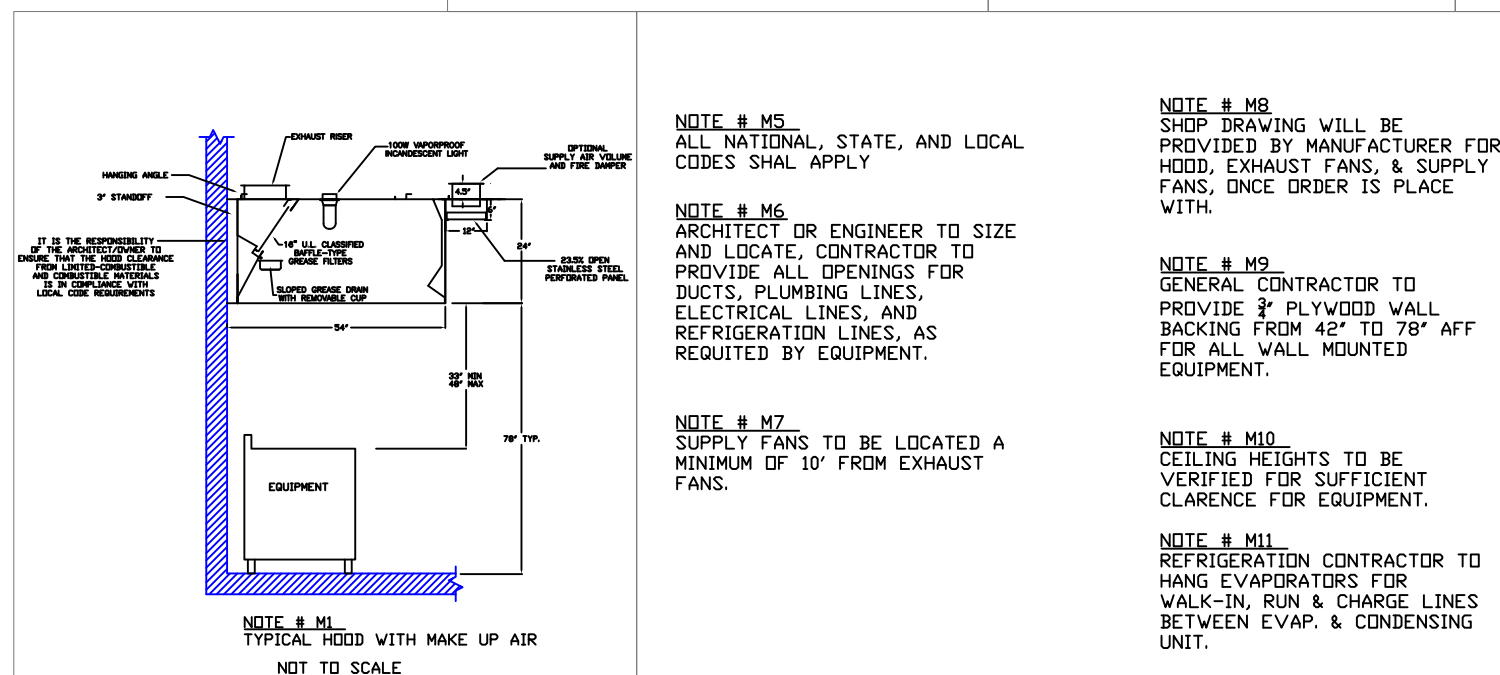 EXHAUST RISER
100W VAPORPROOF
INCANDESCENT LIGHT
OPTIONAL
SUPPLY AIR VOLUME
AND FIRE DAMPER
HANGING ANGLE
3" STANDOFF
4.5"
6"
12"
24"
IT IS THE RESPONSIBILITY
OF THE ARCHITECT/OWNER TO
ENSURE THAT THE HOOD CLEARANCE
FROM LIMITED-COMBUSTIBLE
AND COMBUSTIBLE MATERIALS
IS IN COMPLIANCE WITH
LOCAL CODE REQUIREMENTS
16" U.L. CLASSIFIED
BAFFLE-TYPE
GREASE FILTERS
23.5% OPEN
STAINLESS STEEL
PERFORATED PANEL
SLOPED GREASE DRAIN
WITH REMOVABLE CUP
54"
33" MIN
48" MAX
78" TYP.
EQUIPMENT
NOTE # M1
TYPICAL HOOD WITH MAKE UP AIR
NOT TO SCALE
NOTE # M5
ALL NATIONAL, STATE, AND LOCAL
CODES SHAL APPLY
NOTE # M6
ARCHITECT OR ENGINEER TO SIZE
AND LOCATE, CONTRACTOR TO
PROVIDE ALL OPENINGS FOR
DUCTS, PLUMBING LINES,
ELECTRICAL LINES, AND
REFRIGERATION LINES, AS
REQUITED BY EQUIPMENT.
NOTE # M7
SUPPLY FANS TO BE LOCATED A
MINIMUM OF 10' FROM EXHAUST
FANS.
NOTE # M8
SHOP DRAWING WILL BE
PROVIDED BY MANUFACTURER FOR
HOOD, EXHAUST FANS, & SUPPLY
FANS, ONCE ORDER IS PLACE
WITH.
NOTE # M9
GENERAL CONTRACTOR TO
PROVIDE 3/4" PLYWOOD WALL
BACKING FROM 42" TO 78" AFF
FOR ALL WALL MOUNTED
EQUIPMENT.
NOTE # M10
CEILING HEIGHTS TO BE
VERIFIED FOR SUFFICIENT
CLARENCE FOR EQUIPMENT.
NOTE # M11
REFRIGERATION CONTRACTOR TO
HANG EVAPORATORS FOR
WALK-IN, RUN & CHARGE LINES
BETWEEN EVAP. & CONDENSING
UNIT.